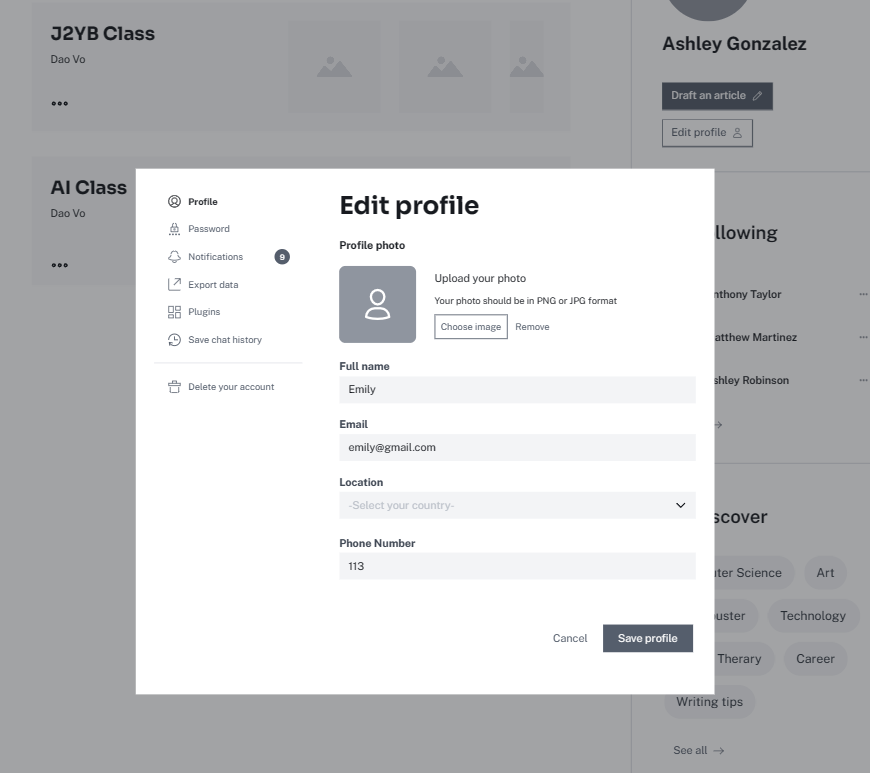 J2YB Class
Dao Vo
AI Class
Dao Vo
Ashley Gonzalez
Draft an article
Edit profile
Profile
Password
Notifications 9
Export data
Plugins
Save chat history
Delete your account
Edit profile
Profile photo
Upload your photo
Your photo should be in PNG or JPG format
Choose image Remove
Full name
Emily
Email
emily@gmail.com
Location
-Select your country-
Phone Number
113
Cancel Save profile
llowing
nthony Taylor
atthew Martinez
shley Robinson
scover
uter Science Art
uster Technology
Therary Career
Writing tips
See all